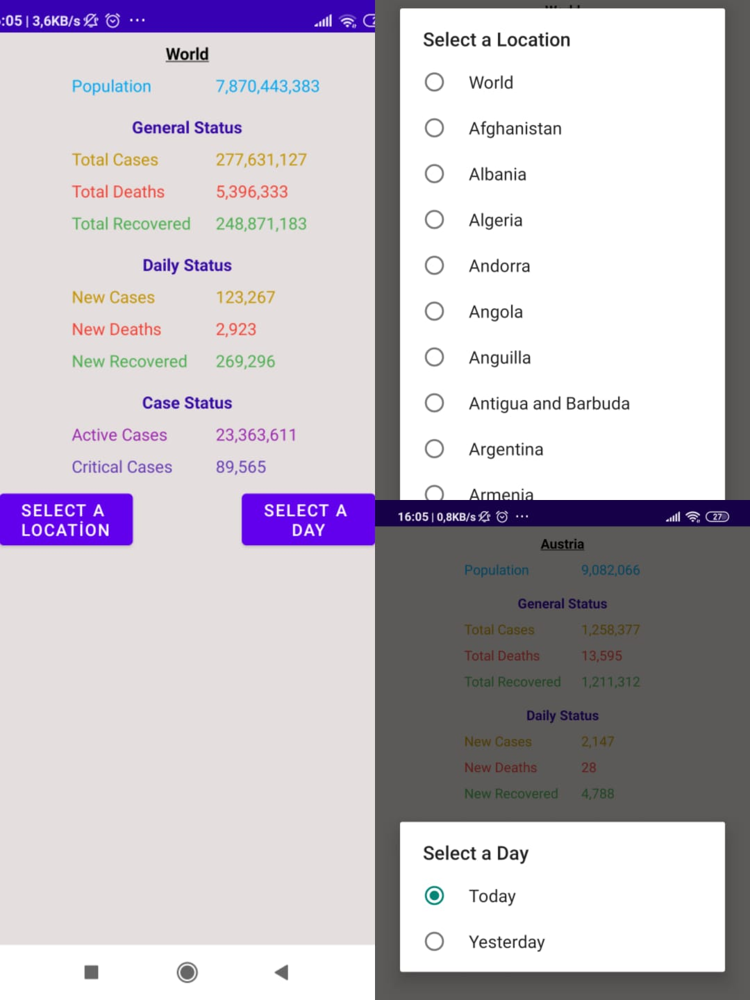 :05 | 3,6KB/s ...
World
Population 7,870,443,383
General Status
Total Cases 277,631,127
Total Deaths 5,396,333
Total Recovered 248,871,183
Daily Status
New Cases 123,267
New Deaths 2,923
New Recovered 269,296
Case Status
Active Cases 23,363,611
Critical Cases 89,565
SELECT A
LOCATİON
SELECT A
DAY
Select a Location
World
Afghanistan
Albania
Algeria
Andorra
Angola
Anguilla
Antigua and Barbuda
Argentina
Armenia
16:05 | 0,8KB/s ... 27
Austria
Population 9,082,066
General Status
Total Cases 1,258,377
Total Deaths 13,595
Total Recovered 1,211,312
Daily Status
New Cases 2,147
New Deaths 28
New Recovered 4,788
Select a Day
Today
Yesterday